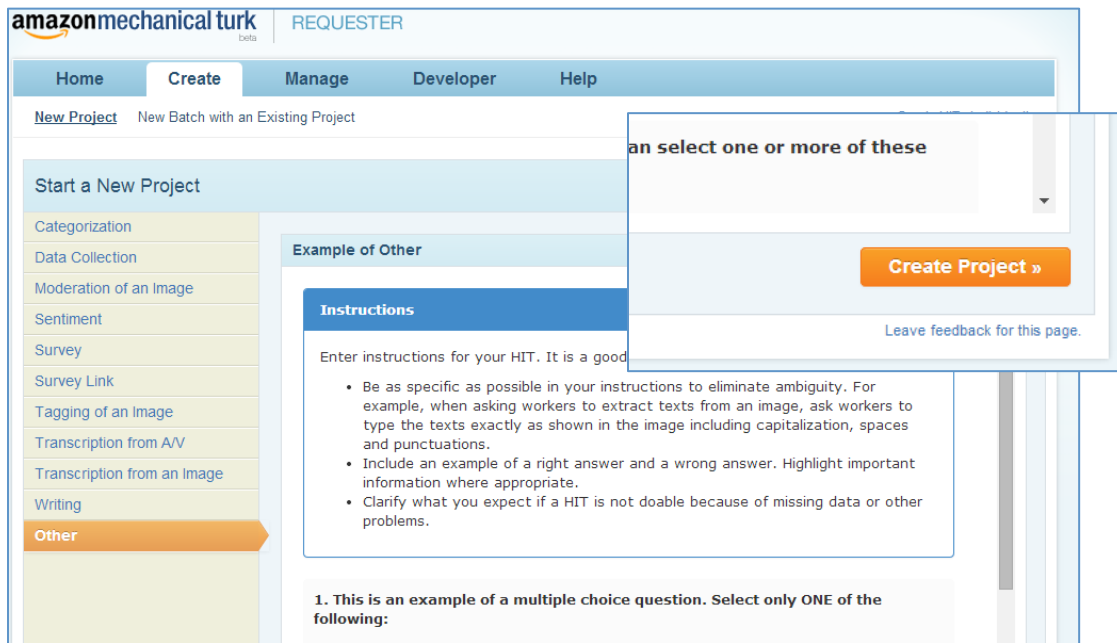 amazonmechanical turk
beta
REQUESTER
Home Create Manage Developer Help
New Project New Batch with an Existing Project
Start a New Project
Categorization
Data Collection
Moderation of an Image
Sentiment
Survey
Survey Link
Tagging of an Image
Transcription from A/V
Transcription from an Image
Writing
Other
Example of Other
Instructions
Enter instructions for your HIT. It is a good
• Be as specific as possible in your instructions to eliminate ambiguity. For
example, when asking workers to extract texts from an image, ask workers to
type the texts exactly as shown in the image including capitalization, spaces
and punctuations.
• Include an example of a right answer and a wrong answer. Highlight important
information where appropriate.
• Clarify what you expect if a HIT is not doable because of missing data or other
problems.
1. This is an example of a multiple choice question. Select only ONE of the
following:
an select one or more of these
Create Project »
Leave feedback for this page.